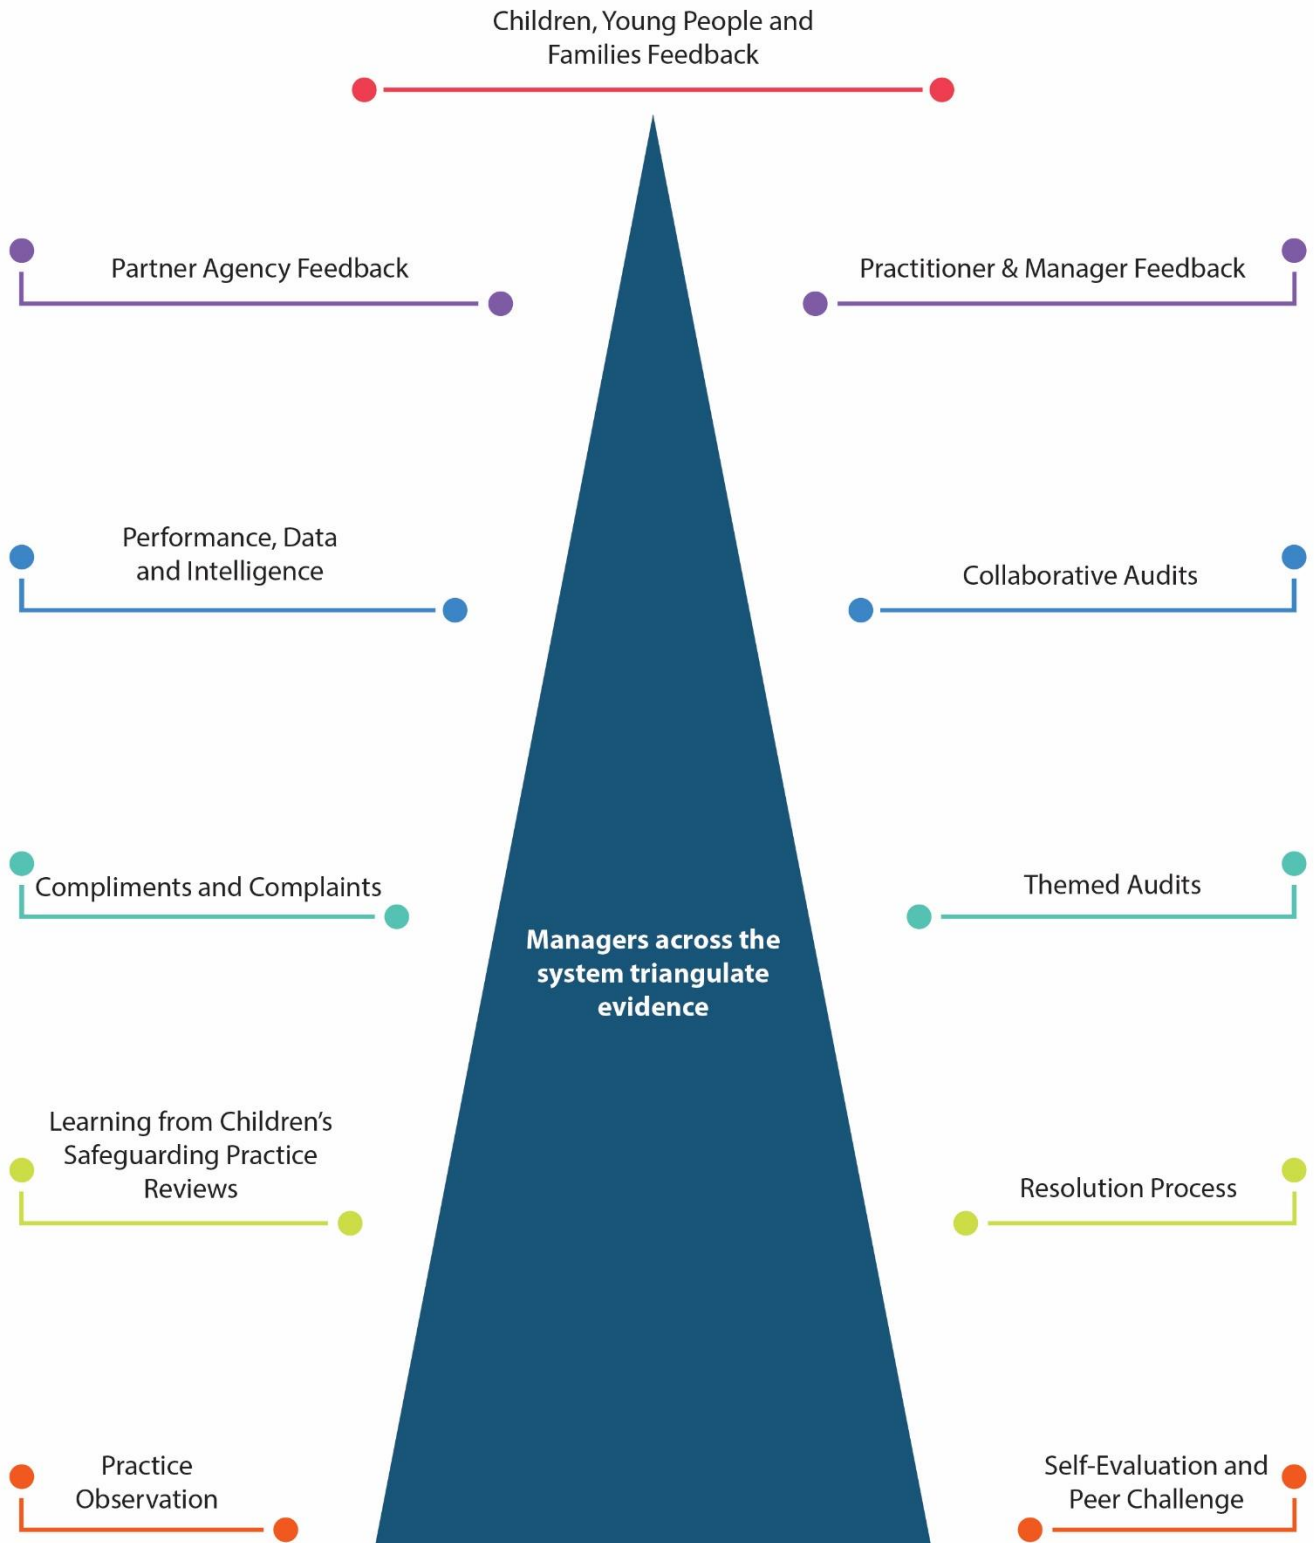 Children, Young People and
Families Feedback
Partner Agency Feedback
Practitioner & Manager Feedback
Performance, Data
and Intelligence
Collaborative Audits
Compliments and Complaints
Themed Audits
Managers across the
system triangulate
evidence
Learning from Children’s
Safeguarding Practice
Reviews
Resolution Process
Practice
Observation
Self-Evaluation and
Peer Challenge